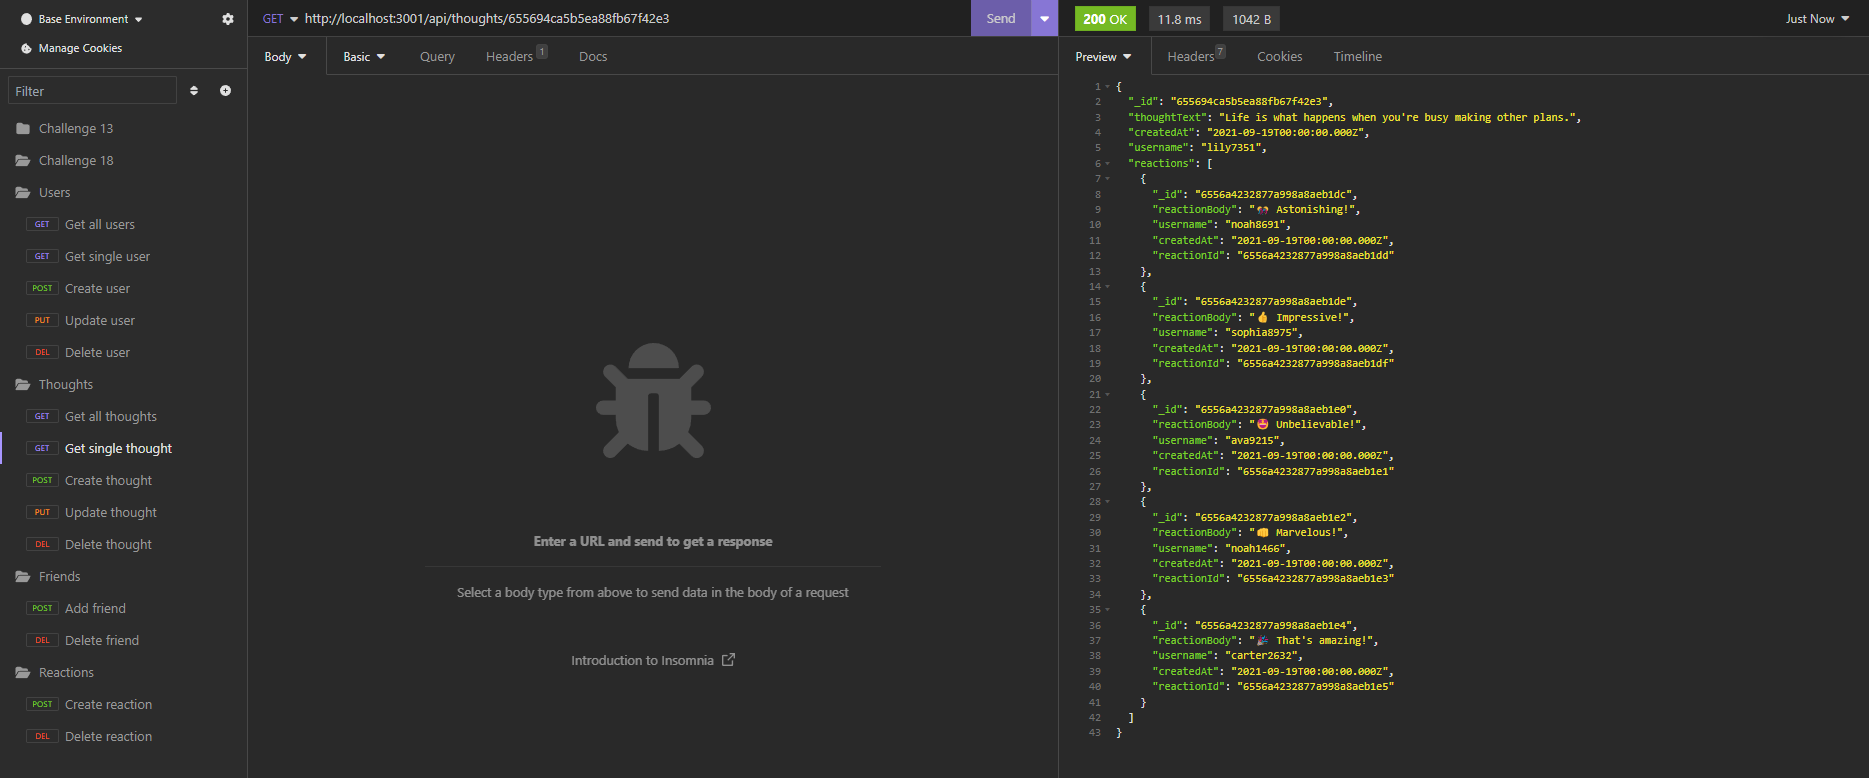 Base Environment
Manage Cookies
Filter
Challenge 13
Challenge 18
Users
GET Get all users
GET Get single user
POST Create user
PUT Update user
DEL Delete user
Thoughts
GET Get all thoughts
GET Get single thought
POST Create thought
PUT Update thought
DEL Delete thought
Friends
POST Add friend
DEL Delete friend
Reactions
POST Create reaction
DEL Delete reaction
GET http://localhost:3001/api/thoughts/655694ca5b5ea88fb67f42e3 Send
Body Basic Query Headers 1 Docs
Enter a URL and send to get a response
Select a body type from above to send data in the body of a request
Introduction to Insomnia
200 OK 11.8 ms 1042 B Just Now
Preview Headers 7 Cookies Timeline
1 {
2 "_id": "655694ca5b5ea88fb67f42e3",
3 "thoughtText": "Life is what happens when you're busy making other plans.",
4 "createdAt": "2021-09-19T00:00:00.000Z",
5 "username": "lily7351",
6 "reactions": [
7 {
8 "_id": "6556a4232877a998a8aeb1dc",
9 "reactionBody": "👫 Astonishing!",
10 "username": "noah8691",
11 "createdAt": "2021-09-19T00:00:00.000Z",
12 "reactionId": "6556a4232877a998a8aeb1dd"
13 },
14 {
15 "_id": "6556a4232877a998a8aeb1de",
16 "reactionBody": "👍 Impressive!",
17 "username": "sophia8975",
18 "createdAt": "2021-09-19T00:00:00.000Z",
19 "reactionId": "6556a4232877a998a8aeb1df"
20 },
21 {
22 "_id": "6556a4232877a998a8aeb1e0",
23 "reactionBody": "🤩 Unbelievable!",
24 "username": "ava9215",
25 "createdAt": "2021-09-19T00:00:00.000Z",
26 "reactionId": "6556a4232877a998a8aeb1e1"
27 },
28 {
29 "_id": "6556a4232877a998a8aeb1e2",
30 "reactionBody": "👊 Marvelous!",
31 "username": "noah1466",
32 "createdAt": "2021-09-19T00:00:00.000Z",
33 "reactionId": "6556a4232877a998a8aeb1e3"
34 },
35 {
36 "_id": "6556a4232877a998a8aeb1e4",
37 "reactionBody": "🎉 That's amazing!",
38 "username": "carter2632",
39 "createdAt": "2021-09-19T00:00:00.000Z",
40 "reactionId": "6556a4232877a998a8aeb1e5"
41 }
42 ]
43 }